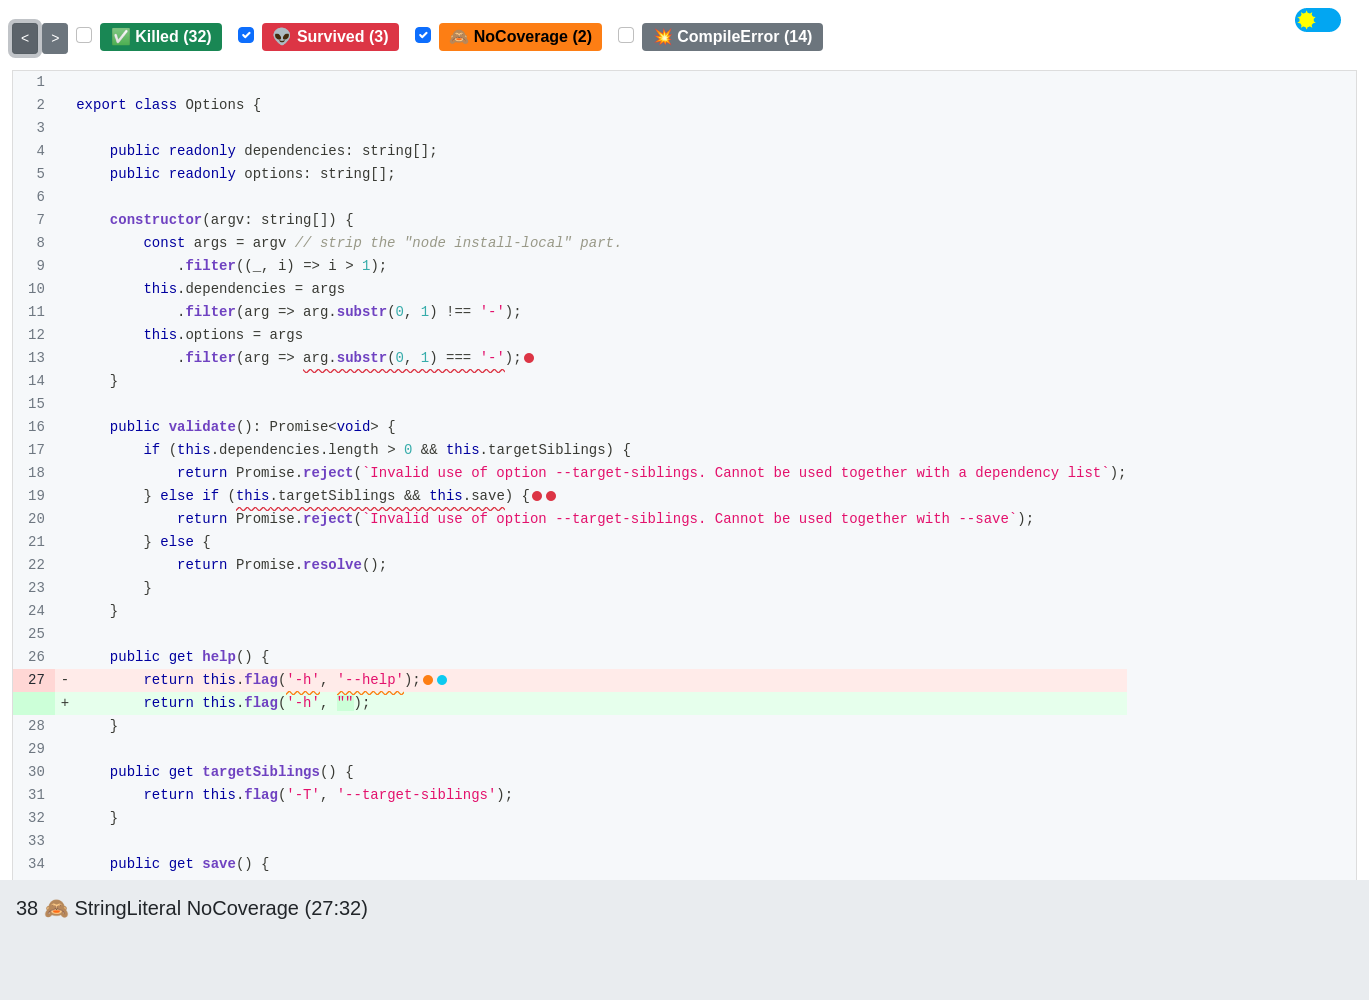 < > ✅ Killed (32) 👽 Survived (3) 🙈 NoCoverage (2) 💥 CompileError (14)
1
2 export class Options {
3
4     public readonly dependencies: string[];
5     public readonly options: string[];
6
7     constructor(argv: string[]) {
8         const args = argv // strip the "node install-local" part.
9             .filter((_, i) => i > 1);
10         this.dependencies = args
11             .filter(arg => arg.substr(0, 1) !== '-');
12         this.options = args
13             .filter(arg => arg.substr(0, 1) === '-');
14     }
15
16     public validate(): Promise<void> {
17         if (this.dependencies.length > 0 && this.targetSiblings) {
18             return Promise.reject(`Invalid use of option --target-siblings. Cannot be used together with a dependency list`);
19         } else if (this.targetSiblings && this.save) {
20             return Promise.reject(`Invalid use of option --target-siblings. Cannot be used together with --save`);
21         } else {
22             return Promise.resolve();
23         }
24     }
25
26     public get help() {
27 -         return this.flag('-h', '--help');
+         return this.flag('-h', "");
28     }
29
30     public get targetSiblings() {
31         return this.flag('-T', '--target-siblings');
32     }
33
34     public get save() {
38 🙈 StringLiteral NoCoverage (27:32)